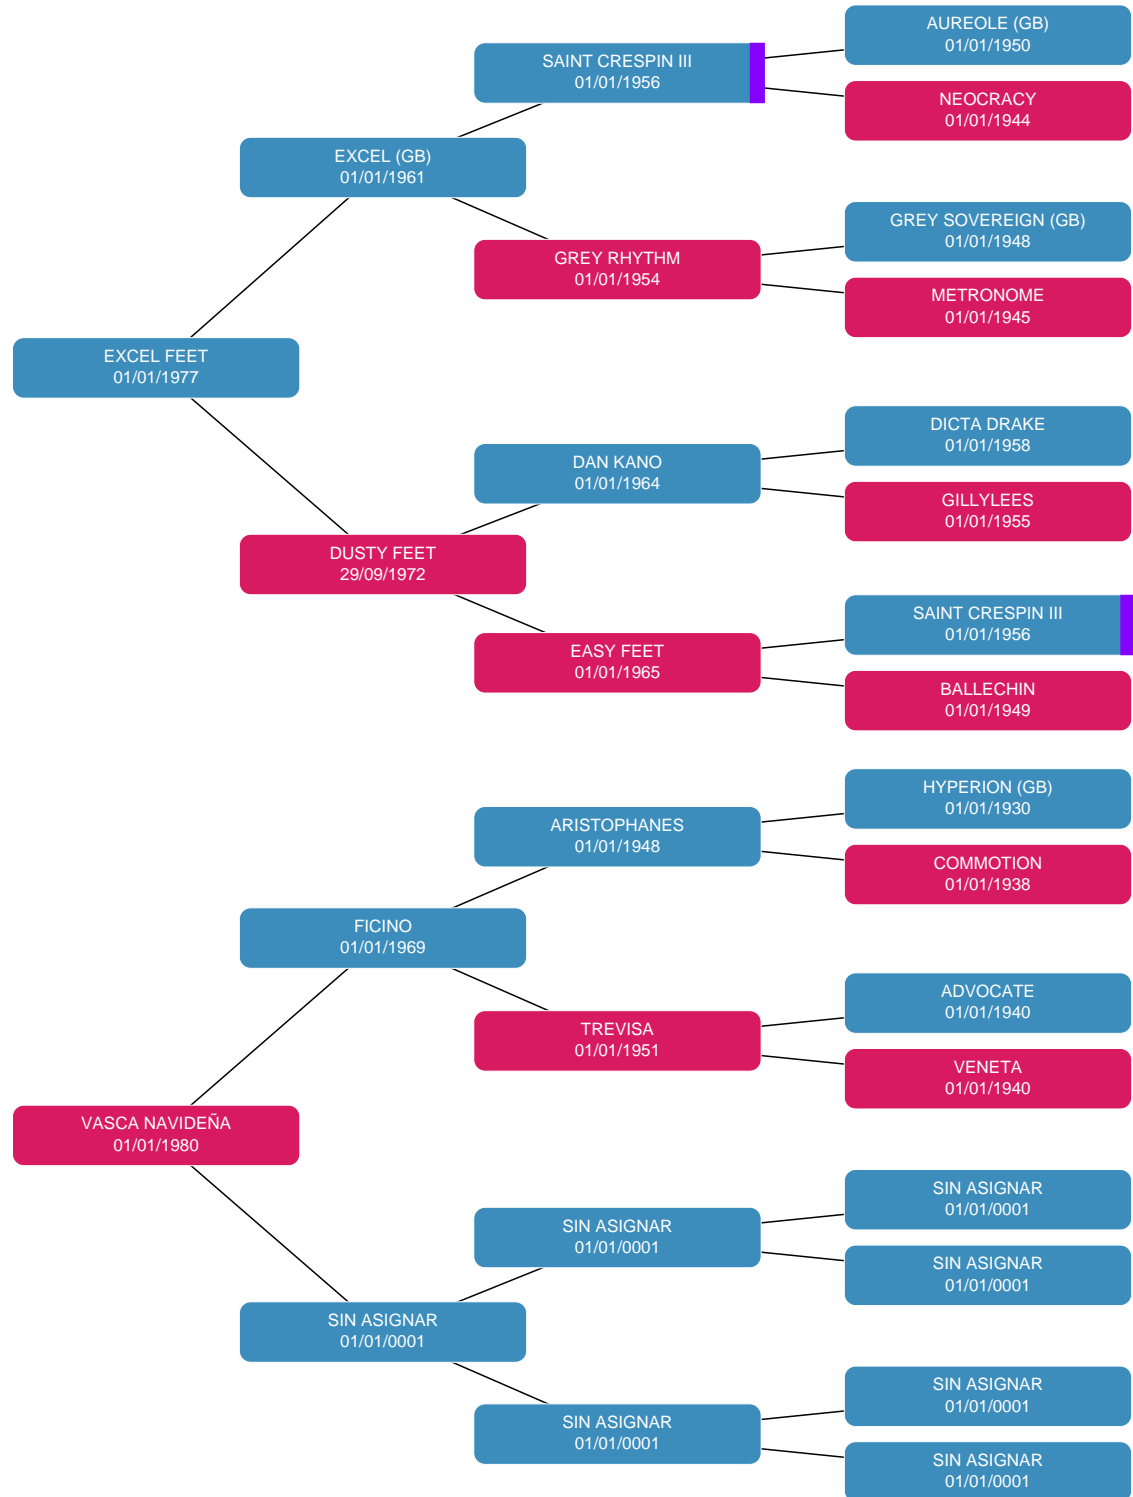 AUREOLE (GB)
01/01/1950
SAINT CRESPIN III
01/01/1956
NEOCRACY
01/01/1944
EXCEL (GB)
01/01/1961
GREY SOVEREIGN (GB)
01/01/1948
GREY RHYTHM
01/01/1954
METRONOME
01/01/1945
EXCEL FEET
01/01/1977
DICTA DRAKE
01/01/1958
DAN KANO
01/01/1964
GILLYLEES
01/01/1955
DUSTY FEET
29/09/1972
SAINT CRESPIN III
01/01/1956
EASY FEET
01/01/1965
BALLECHIN
01/01/1949
HYPERION (GB)
01/01/1930
ARISTOPHANES
01/01/1948
COMMOTION
01/01/1938
FICINO
01/01/1969
ADVOCATE
01/01/1940
TREVISA
01/01/1951
VENETA
01/01/1940
VASCA NAVIDEÑA
01/01/1980
SIN ASIGNAR
01/01/0001
SIN ASIGNAR
01/01/0001
SIN ASIGNAR
01/01/0001
SIN ASIGNAR
01/01/0001
SIN ASIGNAR
01/01/0001
SIN ASIGNAR
01/01/0001
SIN ASIGNAR
01/01/0001